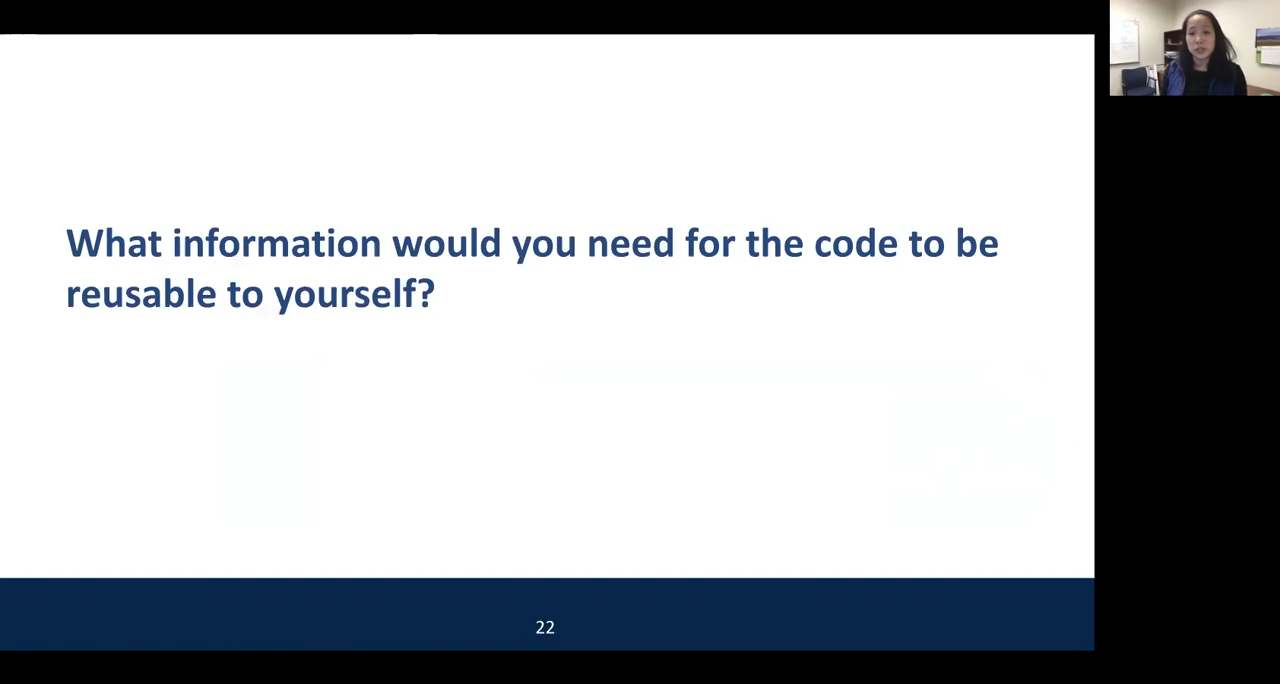 What information would you need for the code to be
reusable to yourself?
22